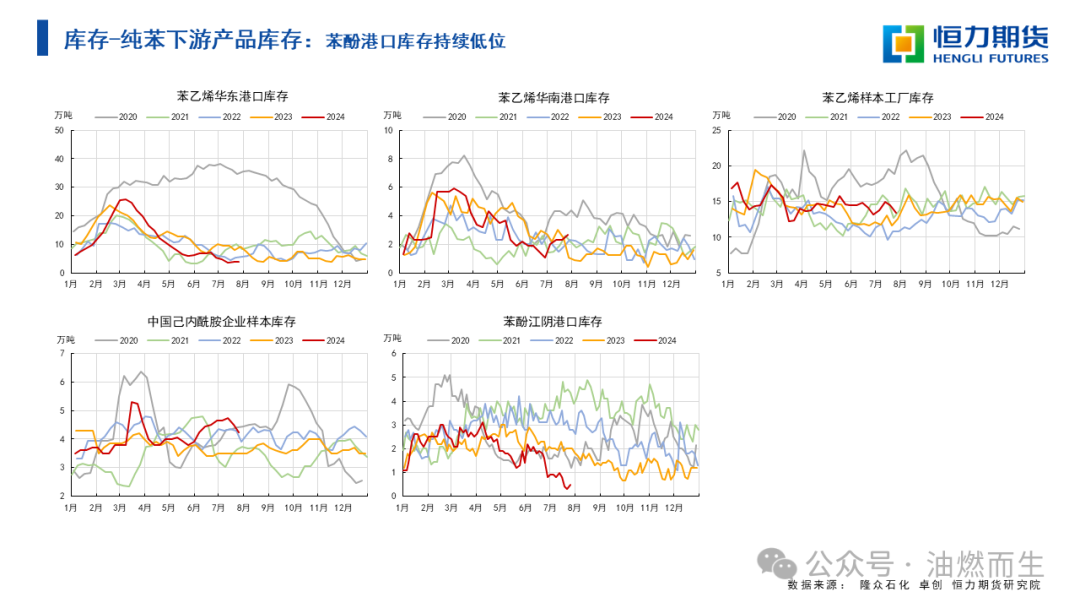 库存-纯苯下游产品库存：苯酚港口库存持续低位
恒力期货
HENGLI FUTURES
苯乙烯华东港口库存
万吨
2020 2021 2022 2023 2024
50
40
30
20
10
0
1月 2月 3月 4月 5月 6月 7月 8月 9月 10月 11月 12月
苯乙烯华南港口库存
万吨
2020 2021 2022 2023 2024
10
8
6
4
2
0
1月 2月 3月 4月 5月 6月 7月 8月 9月 10月 11月 12月
苯乙烯样本工厂库存
万吨
2020 2021 2022 2023 2024
25
20
15
10
5
1月 2月 3月 4月 5月 6月 7月 8月 9月 10月 11月 12月
中国己内酰胺企业样本库存
万吨
2020 2021 2022 2023 2024
7
6
5
4
3
2
1月 2月 3月 4月 5月 6月 7月 8月 9月 10月 11月 12月
苯酚江阴港口库存
万吨
2020 2021 2022 2023 2024
6
5
4
3
2
1
0
1月 2月 3月 4月 5月 6月 7月 8月 9月 10月 11月 12月
公众号 · 油燃而生
数据来源： 隆众石化 卓创 恒力期货研究院